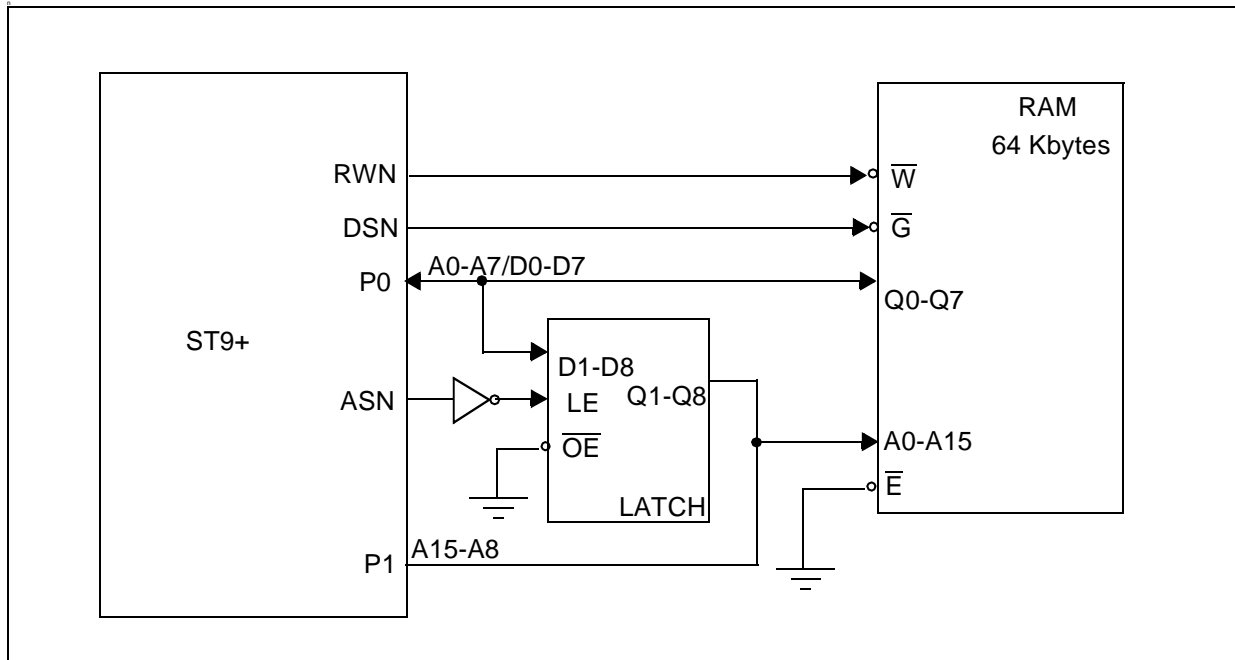 RAM
64 Kbytes
RWN
W̅
DSN
G̅
A0-A7/D0-D7
P0
Q0-Q7
ST9+
D1-D8
Q1-Q8
ASN
LE
O̅E̅
A0-A15
E̅
LATCH
A15-A8
P1